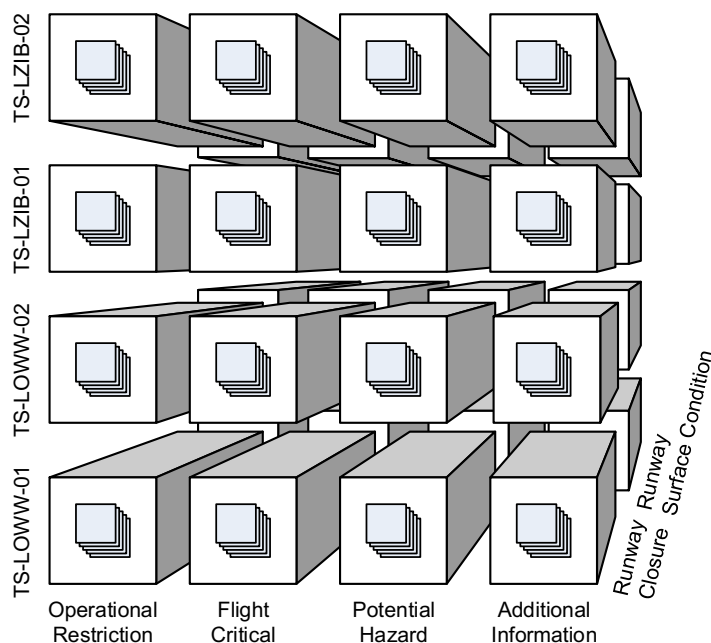 TS-LZIB-02
TS-LZIB-01
TS-LOWW-02
TS-LOWW-01
Operational
Restriction
Flight
Critical
Potential
Hazard
Additional
Information
Runway
Closure
Runway
Surface Condition